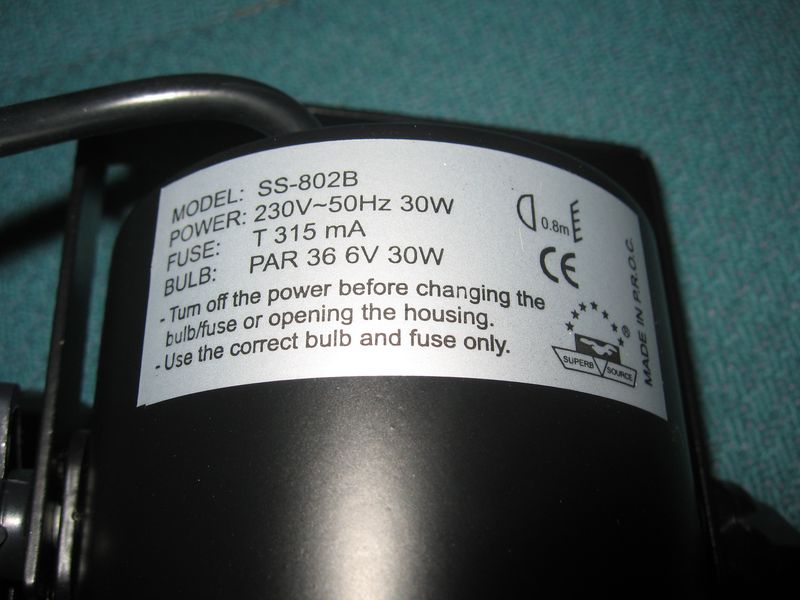 MODEL: SS-802B
POWER: 230V~50Hz 30W
FUSE: T 315 mA
BULB: PAR 36 6V 30W
- Turn off the power before changing the
bulb/fuse or opening the housing.
- Use the correct bulb and fuse only.
0.8m
CE
®
SUPERB SOURCE
MADE IN P.R.O.C.